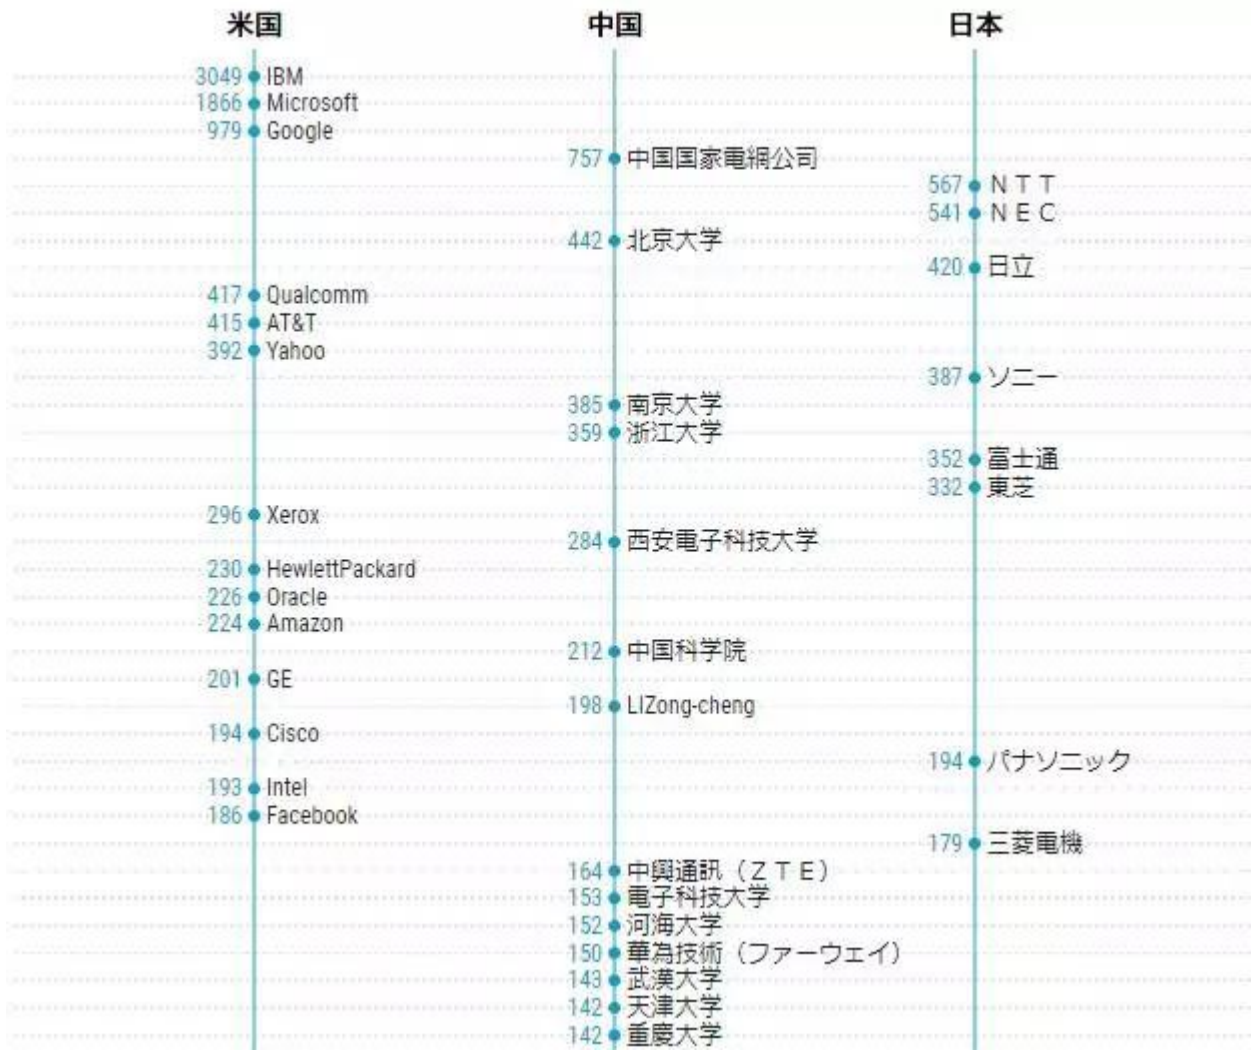 米国 中国 日本
3049 IBM
1866 Microsoft
979 Google
757 中国国家電網公司
567 ＮＴＴ
541 ＮＥＣ
442 北京大学
420 日立
417 Qualcomm
415 AT&T
392 Yahoo
387 ソニー
385 南京大学
359 浙江大学
352 富士通
332 東芝
296 Xerox
284 西安電子科技大学
230 HewlettPackard
226 Oracle
224 Amazon
212 中国科学院
201 GE
198 LIZong-cheng
194 Cisco
194 パナソニック
193 Intel
186 Facebook
179 三菱電機
164 中興通訊（ＺＴＥ）
153 電子科技大学
152 河海大学
150 華為技術（ファーウェイ）
143 武漢大学
142 天津大学
142 重慶大学